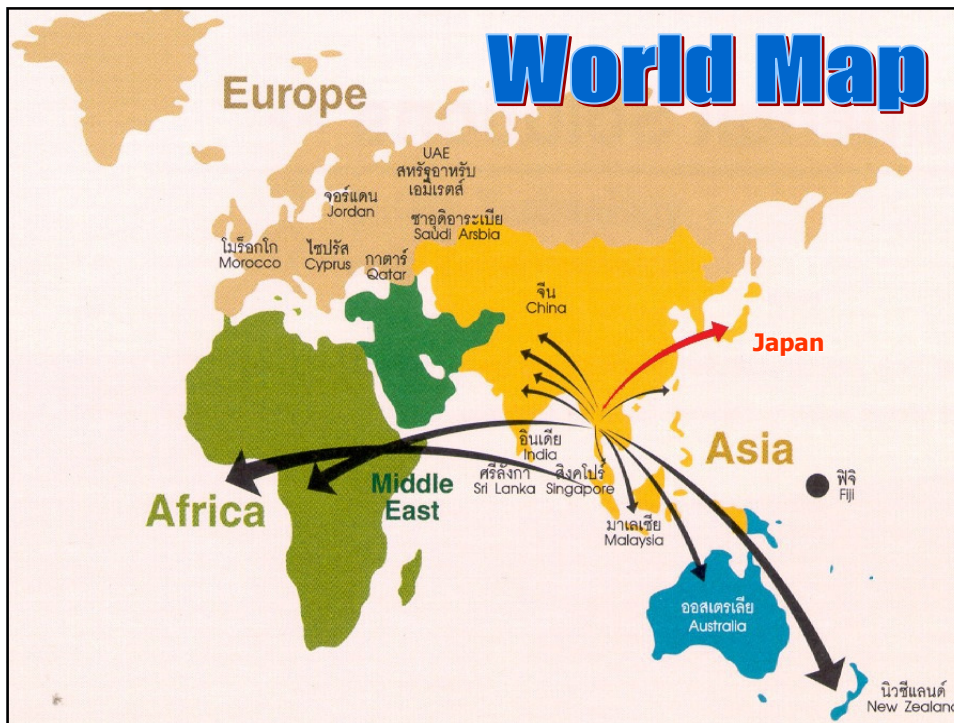 World Map
Europe
UAE
สหรัฐอาหรับ
เอมิเรตส์
จอร์แดน
Jordan
ซาอุดิอาระเบีย
Saudi Arsbia
โมร็อกโก
Morocco
ไซปรัส
Cyprus
กาตาร์
Qatar
จีน
China
Japan
อินเดีย
India
Asia
ศรีลังกา
Sri Lanka
สิงคโปร์
Singapore
ฟิจิ
Fiji
Middle
East
Africa
มาเลเซีย
Malaysia
ออสเตรเลีย
Australia
นิวซีแลนด์
New Zealand